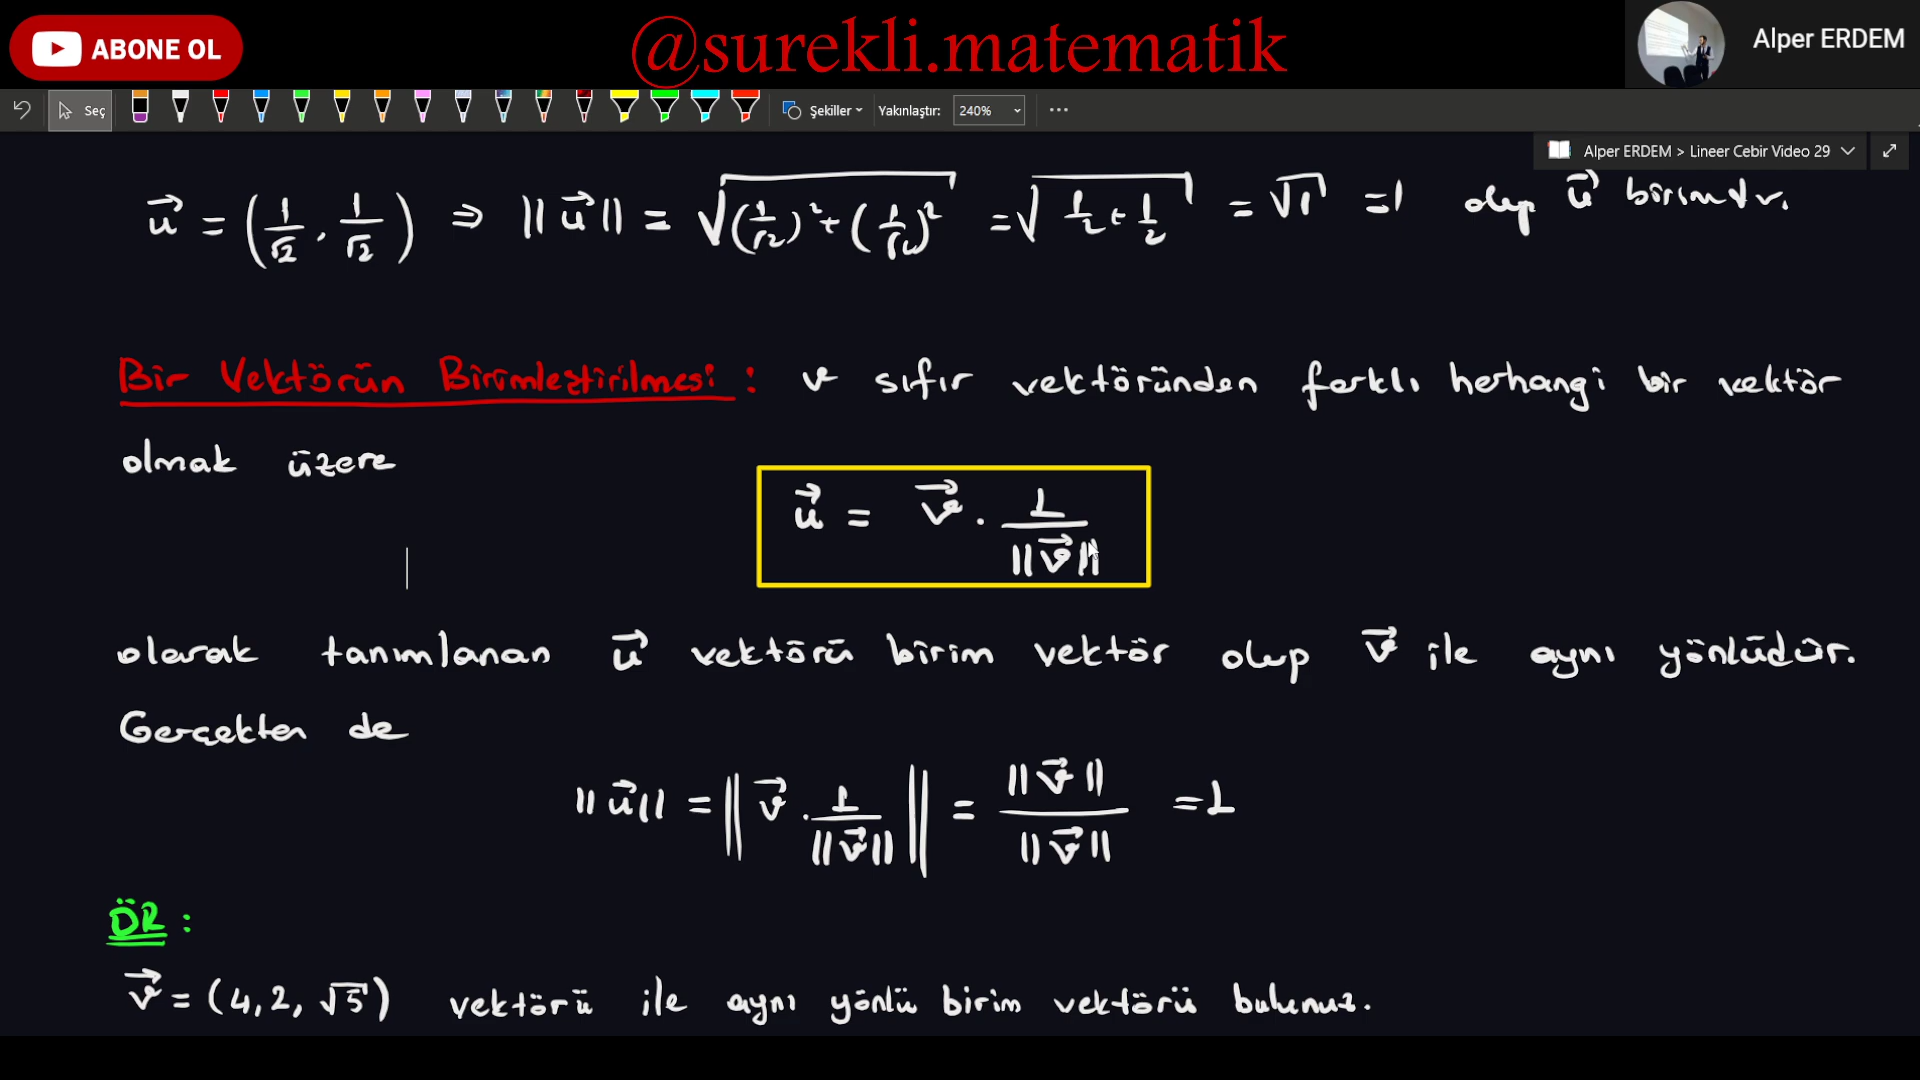 ABONE OL
@surekli.matematik
Alper ERDEM
Seç
Şekiller
Yakınlaştır:
240%
Alper ERDEM > Lineer Cebir Video 29
u⃗ = (1/√2, 1/√2) ⇒ ||u⃗|| = √((1/√2)² + (1/√2)²) = √(1/2 + 1/2) = √1 = 1 olup u⃗ birimdir.
Bir Vektörün Birimleştirilmesi : v sıfır vektöründen farklı herhangi bir vektör
olmak üzere
u⃗ = v⃗ . 1/||v⃗||
olarak tanımlanan u⃗ vektörü birim vektör olup v⃗ ile aynı yönlüdür.
Gerçekten de
||u⃗|| = ||v⃗ . 1/||v⃗|| || = ||v⃗||/||v⃗|| = 1
ÖR :
v⃗ = (4, 2, √5) vektörü ile aynı yönlü birim vektörü bulunuz.